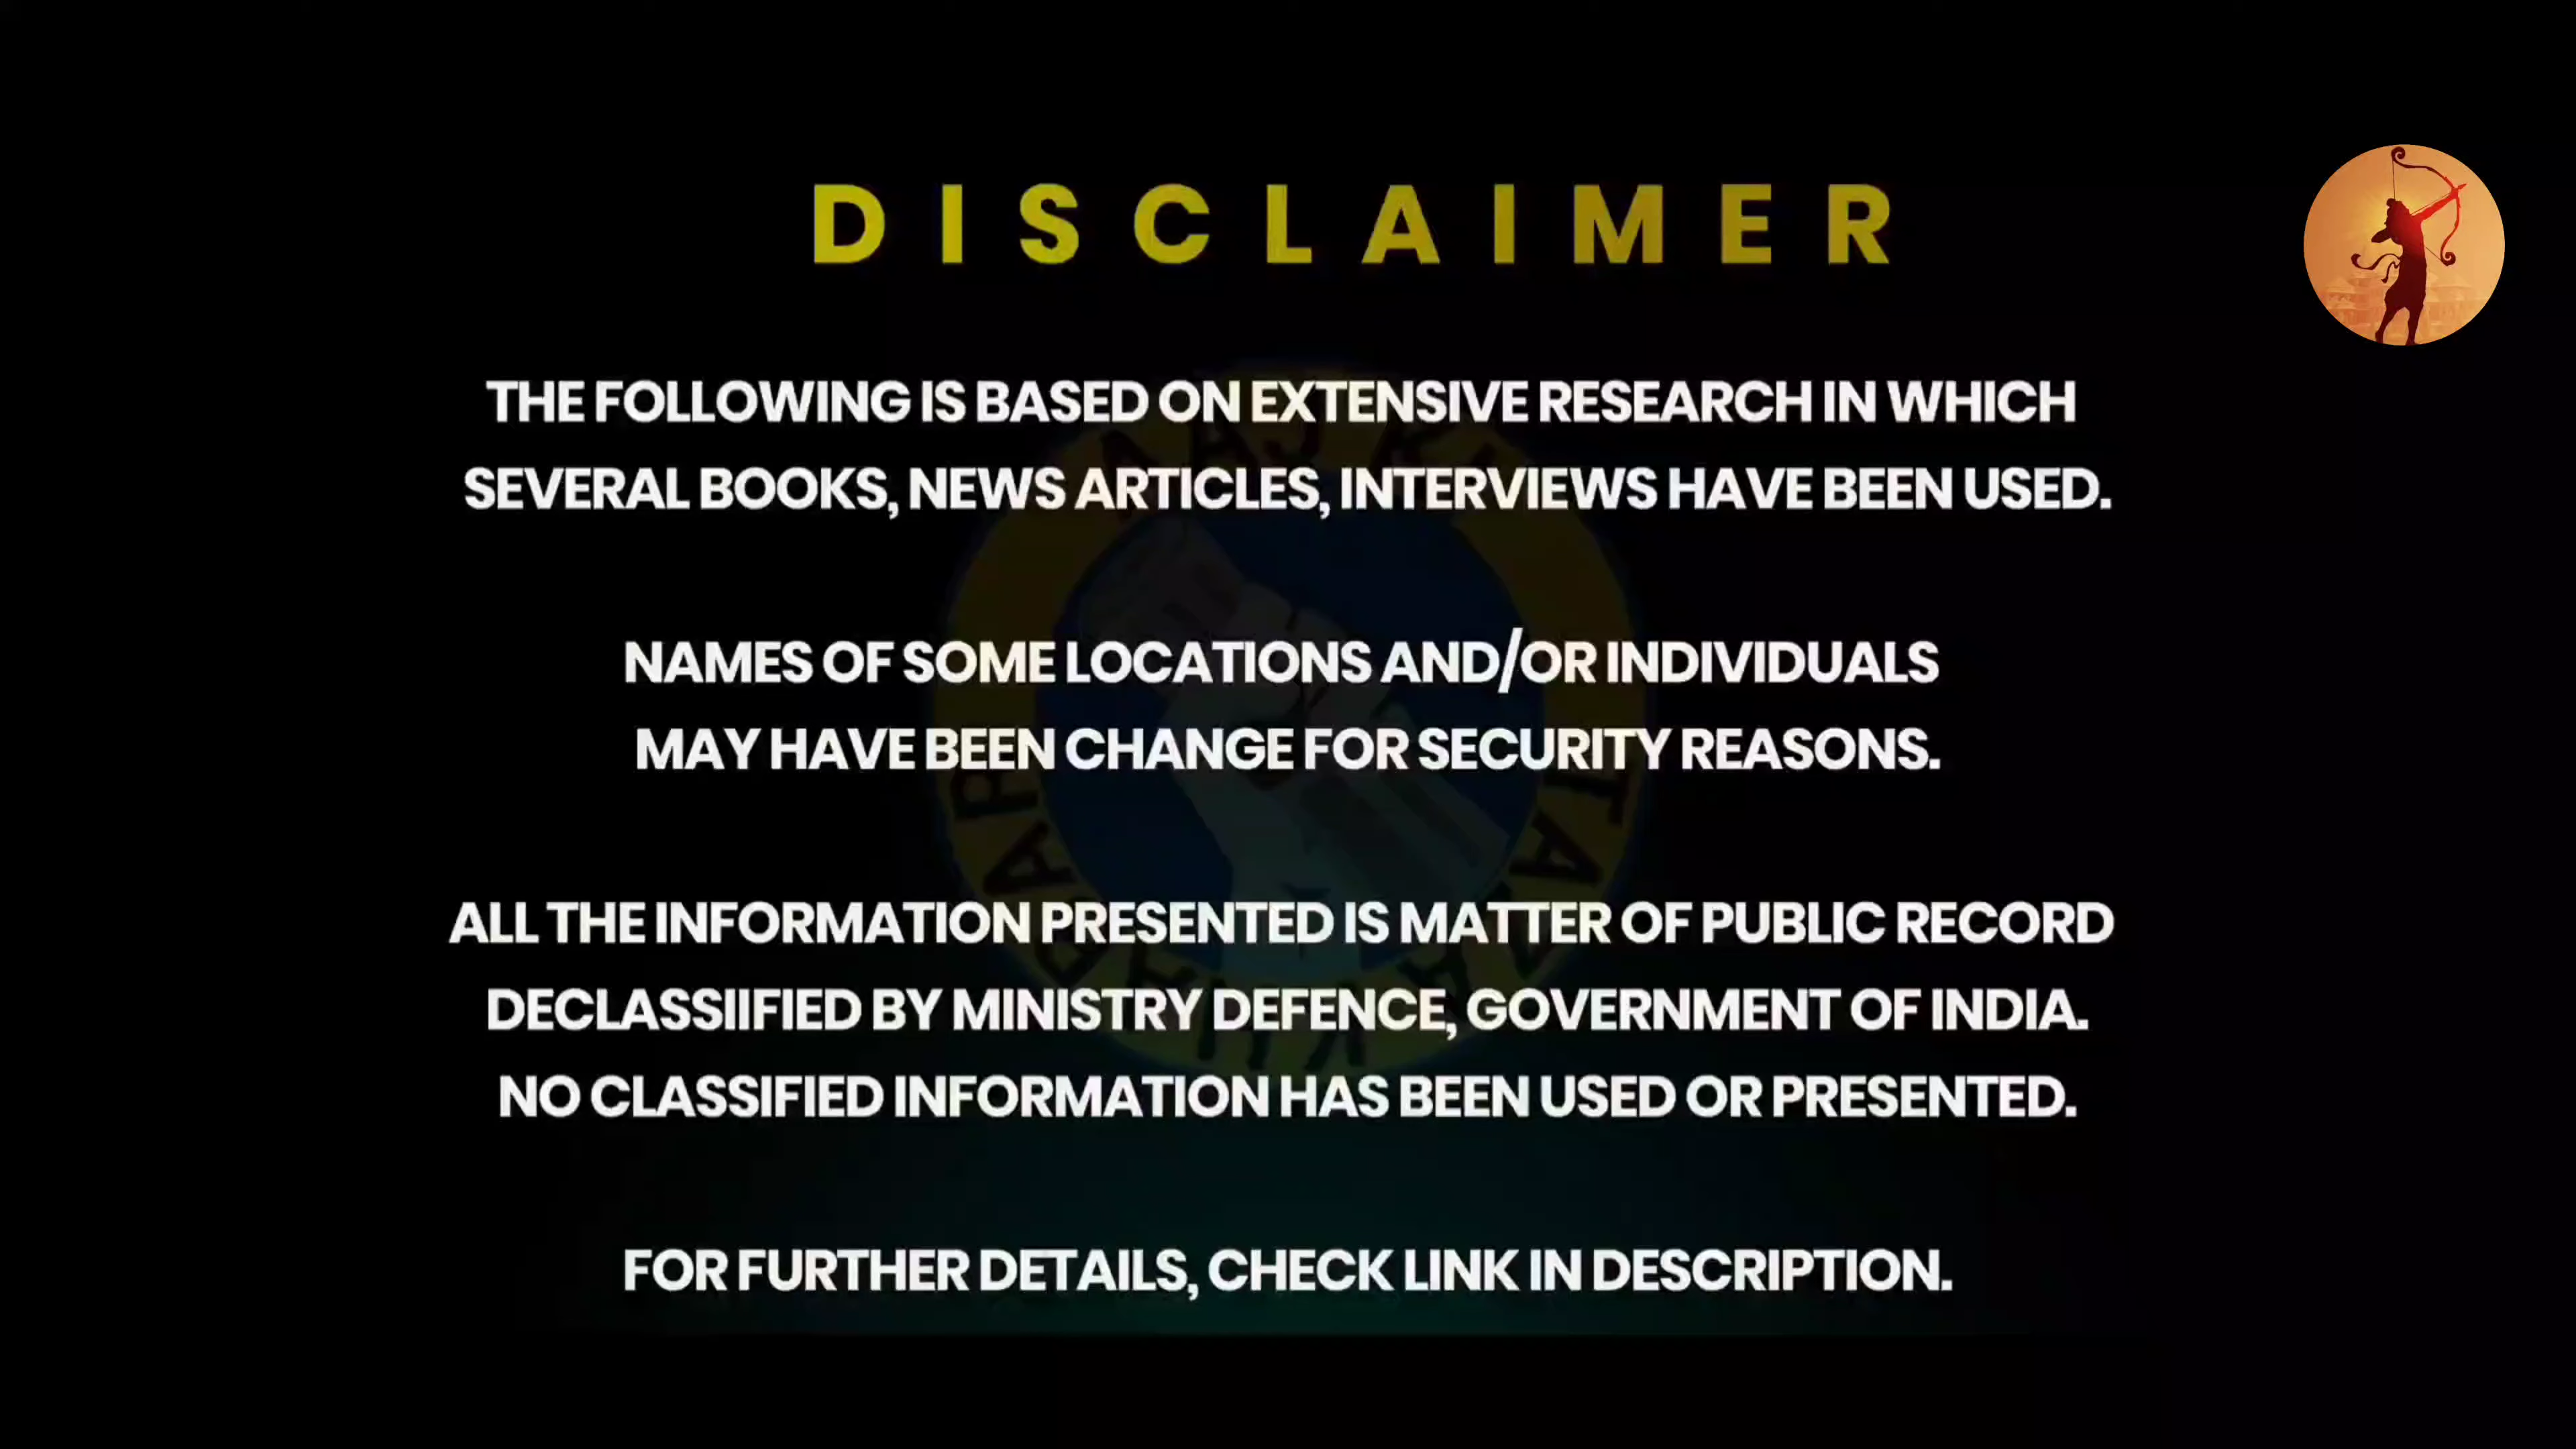 DISCLAIMER
THE FOLLOWING IS BASED ON EXTENSIVE RESEARCH IN WHICH
SEVERAL BOOKS, NEWS ARTICLES, INTERVIEWS HAVE BEEN USED.
NAMES OF SOME LOCATIONS AND/OR INDIVIDUALS
MAY HAVE BEEN CHANGE FOR SECURITY REASONS.
ALL THE INFORMATION PRESENTED IS MATTER OF PUBLIC RECORD
DECLASSIIFIED BY MINISTRY DEFENCE, GOVERNMENT OF INDIA.
NO CLASSIFIED INFORMATION HAS BEEN USED OR PRESENTED.
FOR FURTHER DETAILS, CHECK LINK IN DESCRIPTION.